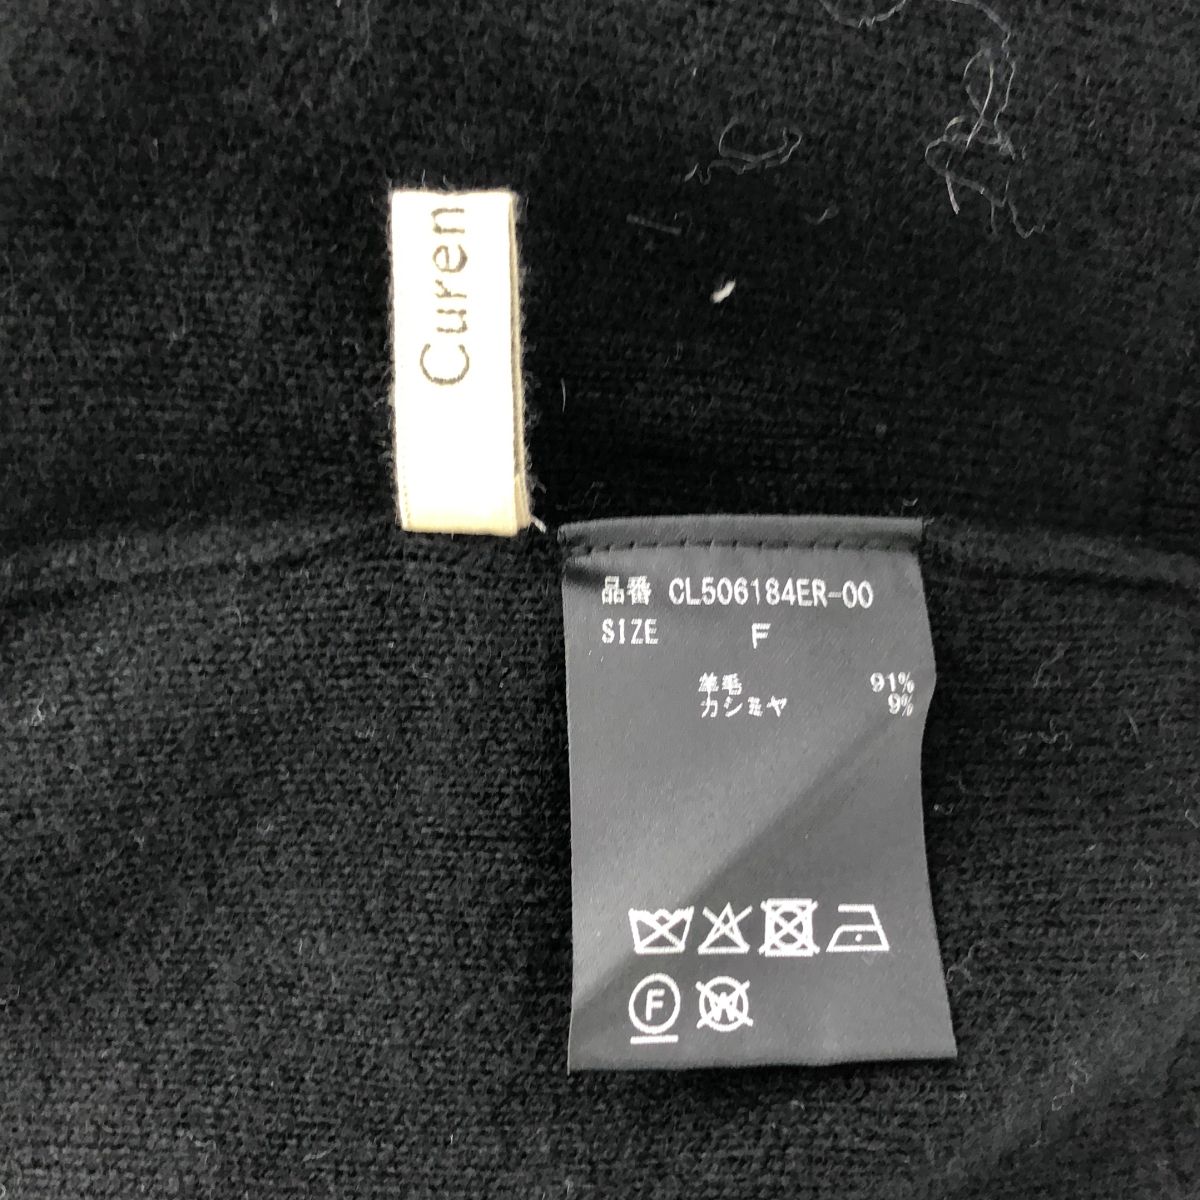 Curen
品番 CL506184ER-00
SIZE F
羊毛 91%
カシミヤ 9%
F
W